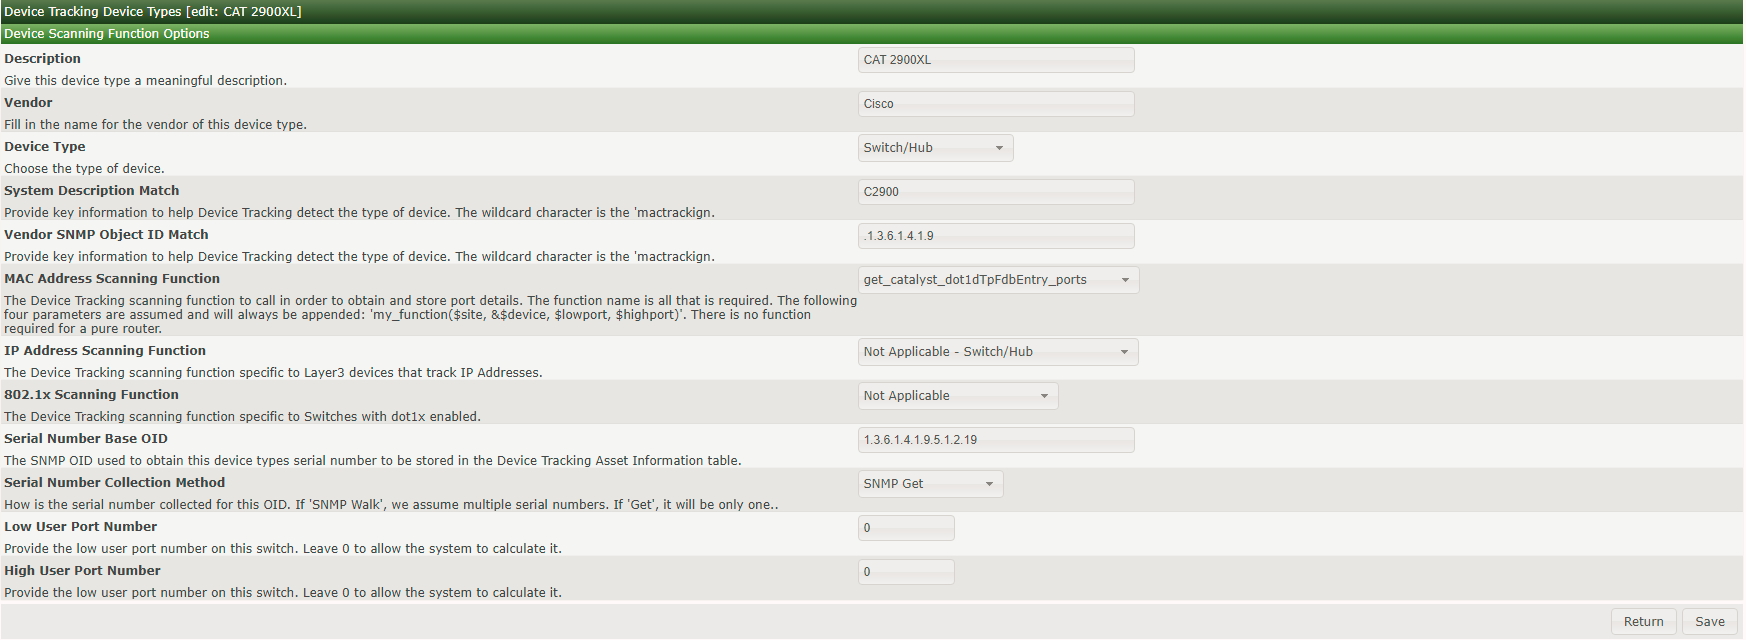 Device Tracking Device Types [edit: CAT 2900XL]
Device Scanning Function Options
Description
Give this device type a meaningful description.
CAT 2900XL
Vendor
Fill in the name for the vendor of this device type.
Cisco
Device Type
Choose the type of device.
Switch/Hub
System Description Match
Provide key information to help Device Tracking detect the type of device. The wildcard character is the 'mactrackign.
C2900
Vendor SNMP Object ID Match
Provide key information to help Device Tracking detect the type of device. The wildcard character is the 'mactrackign.
.1.3.6.1.4.1.9
MAC Address Scanning Function
The Device Tracking scanning function to call in order to obtain and store port details. The function name is all that is required. The following
four parameters are assumed and will always be appended: 'my_function($site, &$device, $lowport, $highport)'. There is no function
required for a pure router.
get_catalyst_dot1dTpFdbEntry_ports
IP Address Scanning Function
The Device Tracking scanning function specific to Layer3 devices that track IP Addresses.
Not Applicable - Switch/Hub
802.1x Scanning Function
The Device Tracking scanning function specific to Switches with dot1x enabled.
Not Applicable
Serial Number Base OID
The SNMP OID used to obtain this device types serial number to be stored in the Device Tracking Asset Information table.
1.3.6.1.4.1.9.5.1.2.19
Serial Number Collection Method
How is the serial number collected for this OID. If 'SNMP Walk', we assume multiple serial numbers. If 'Get', it will be only one..
SNMP Get
Low User Port Number
Provide the low user port number on this switch. Leave 0 to allow the system to calculate it.
0
High User Port Number
Provide the low user port number on this switch. Leave 0 to allow the system to calculate it.
0
Return
Save